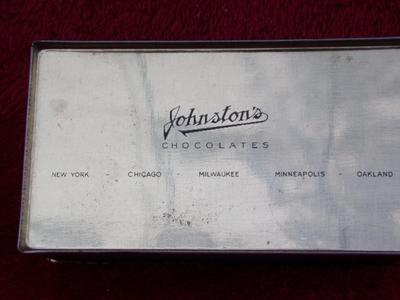 Johnston's
CHOCOLATES
NEW YORK - CHICAGO - MILWAUKEE MINNEAPOLIS - OAKLAND